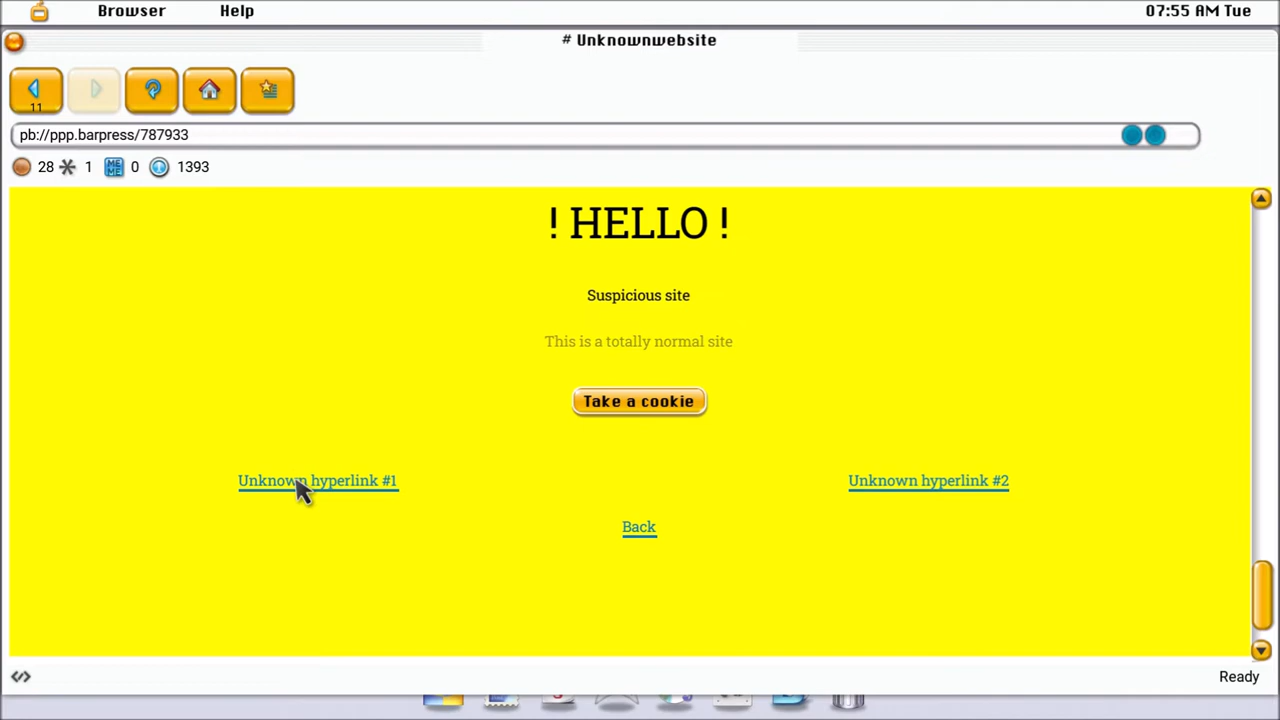 Browser Help 07:55 AM Tue
# Unknownwebsite
11
pb://ppp.barpress/787933
28 1 MEME 0 1393
! HELLO !
Suspicious site
This is a totally normal site
Take a cookie
Unknown hyperlink #1 Unknown hyperlink #2
Back
Ready